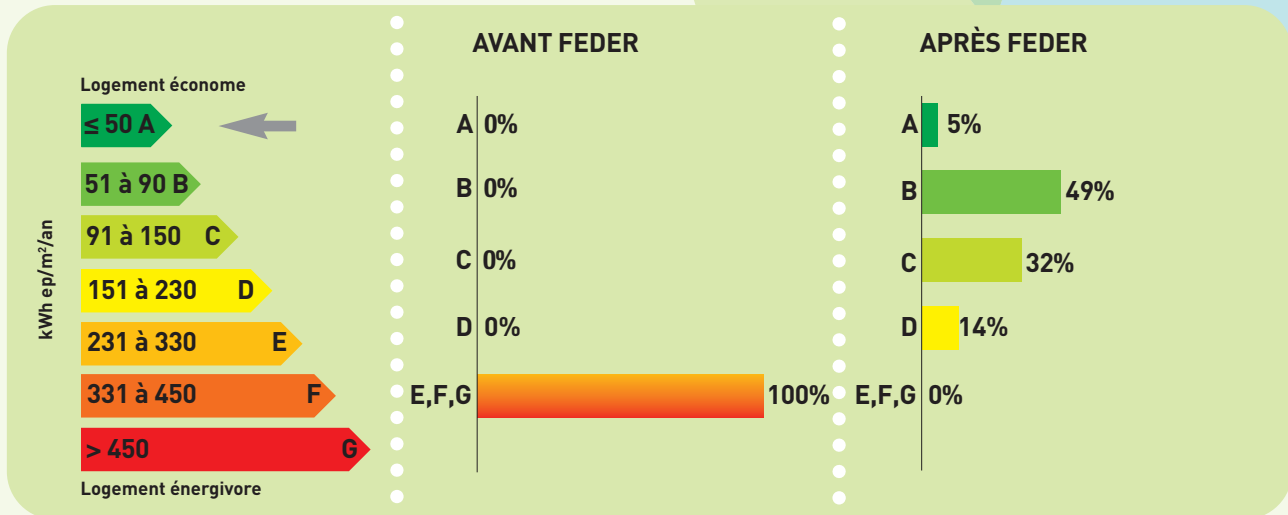 Logement économe
≤ 50 A
51 à 90 B
91 à 150 C
151 à 230 D
231 à 330 E
331 à 450 F
> 450 G
Logement énergivore
kWh ep/m²/an
AVANT FEDER
A 0%
B 0%
C 0%
D 0%
E,F,G 100%
APRÈS FEDER
A 5%
B 49%
C 32%
D 14%
E,F,G 0%